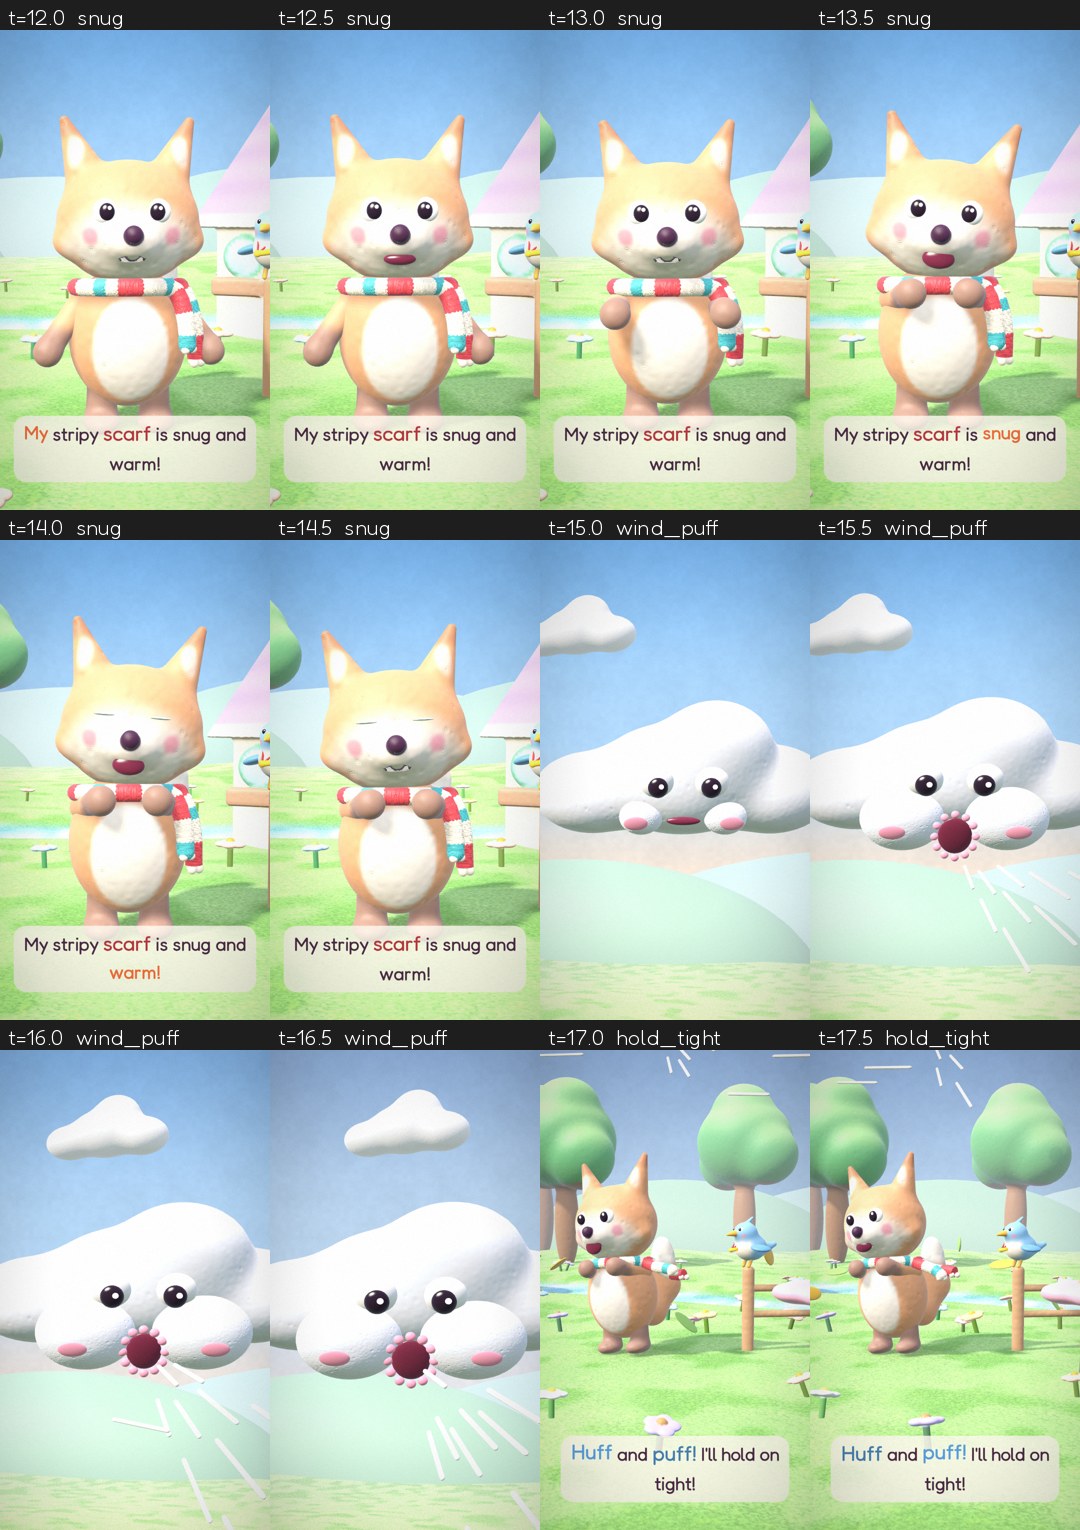 t=12.0 snug
t=12.5 snug
t=13.0 snug
t=13.5 snug
My stripy scarf is snug and
warm!
My stripy scarf is snug and
warm!
My stripy scarf is snug and
warm!
My stripy scarf is snug and
warm!
t=14.0 snug
t=14.5 snug
t=15.0 wind_puff
t=15.5 wind_puff
My stripy scarf is snug and
warm!
My stripy scarf is snug and
warm!
t=16.0 wind_puff
t=16.5 wind_puff
t=17.0 hold_tight
t=17.5 hold_tight
Huff and puff! I'll hold on
tight!
Huff and puff! I'll hold on
tight!